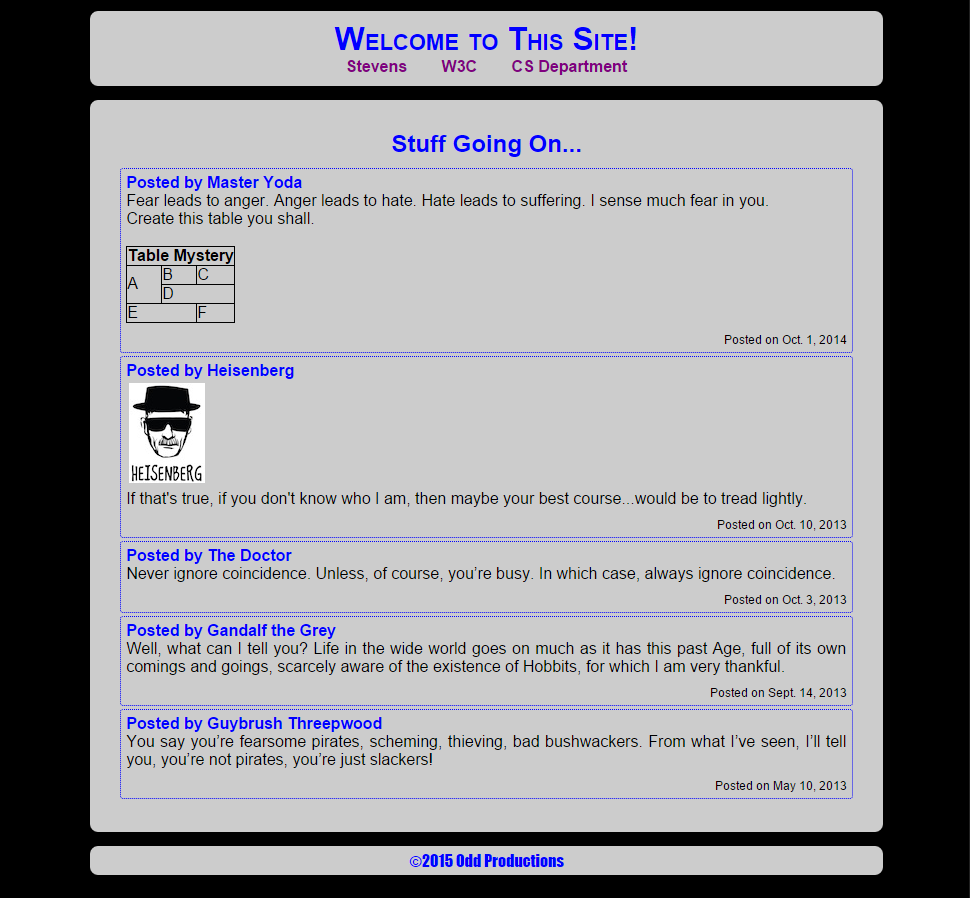 Welcome to This Site!
Stevens W3C CS Department
Stuff Going On...
Posted by Master Yoda
Fear leads to anger. Anger leads to hate. Hate leads to suffering. I sense much fear in you.
Create this table you shall.
Table Mystery
A B C
D
E F
Posted on Oct. 1, 2014
Posted by Heisenberg
HEISENBERG
If that's true, if you don't know who I am, then maybe your best course...would be to tread lightly.
Posted on Oct. 10, 2013
Posted by The Doctor
Never ignore coincidence. Unless, of course, you’re busy. In which case, always ignore coincidence.
Posted on Oct. 3, 2013
Posted by Gandalf the Grey
Well, what can I tell you? Life in the wide world goes on much as it has this past Age, full of its own
comings and goings, scarcely aware of the existence of Hobbits, for which I am very thankful.
Posted on Sept. 14, 2013
Posted by Guybrush Threepwood
You say you’re fearsome pirates, scheming, thieving, bad bushwackers. From what I’ve seen, I’ll tell
you, you’re not pirates, you’re just slackers!
Posted on May 10, 2013
©2015 Odd Productions